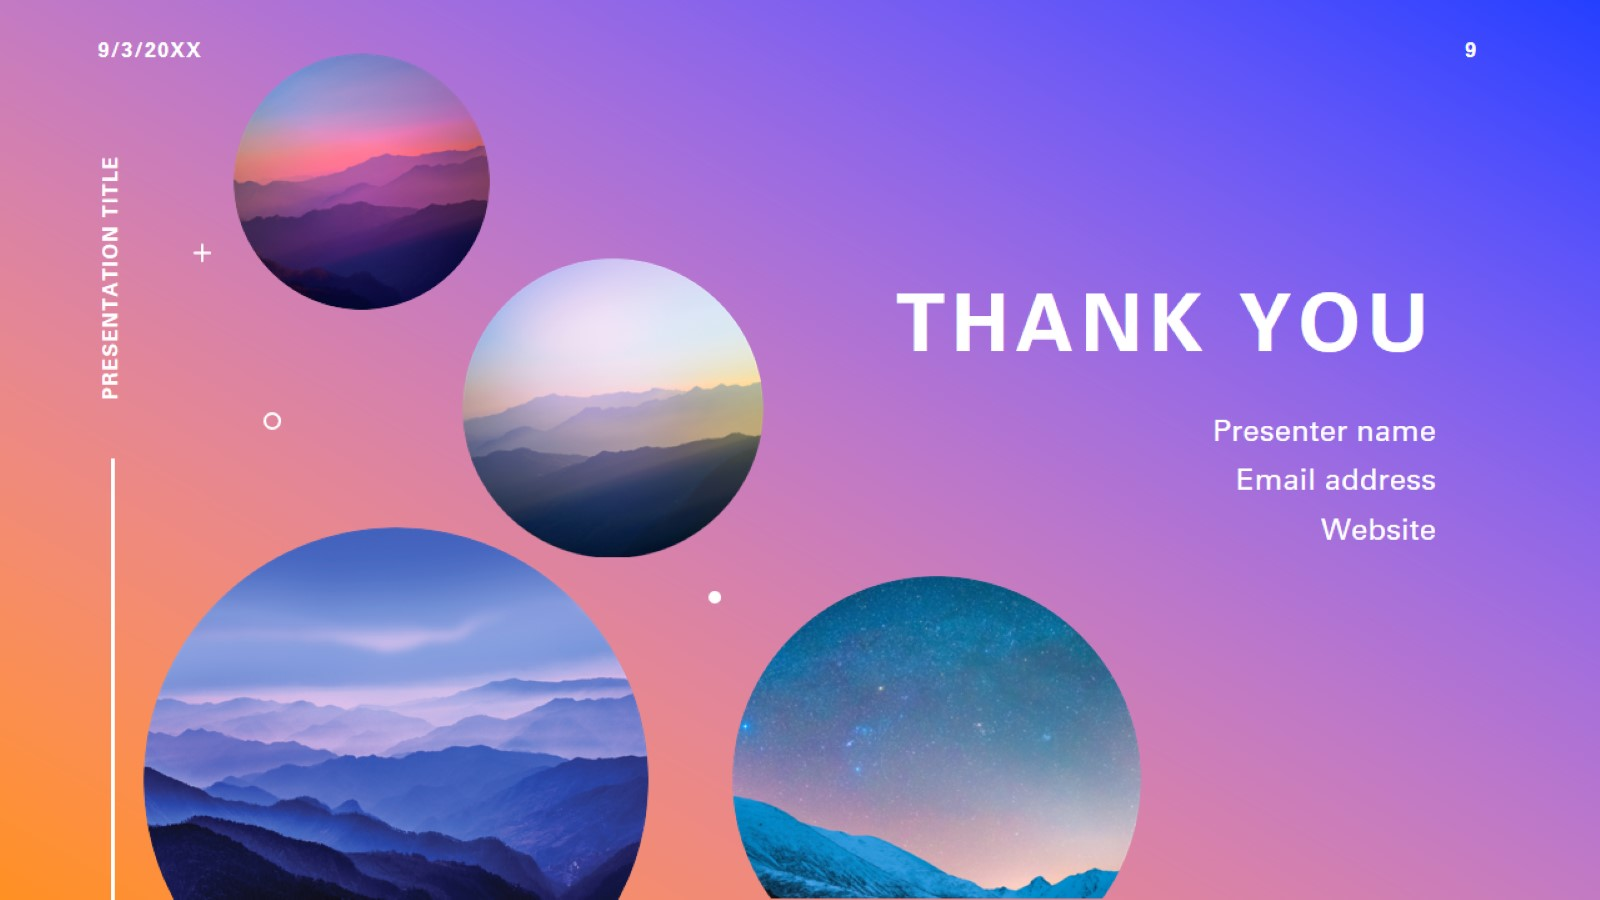 9/3/20XX
9
PRESENTATION TITLE
THANK YOU
Presenter name
Email address
Website